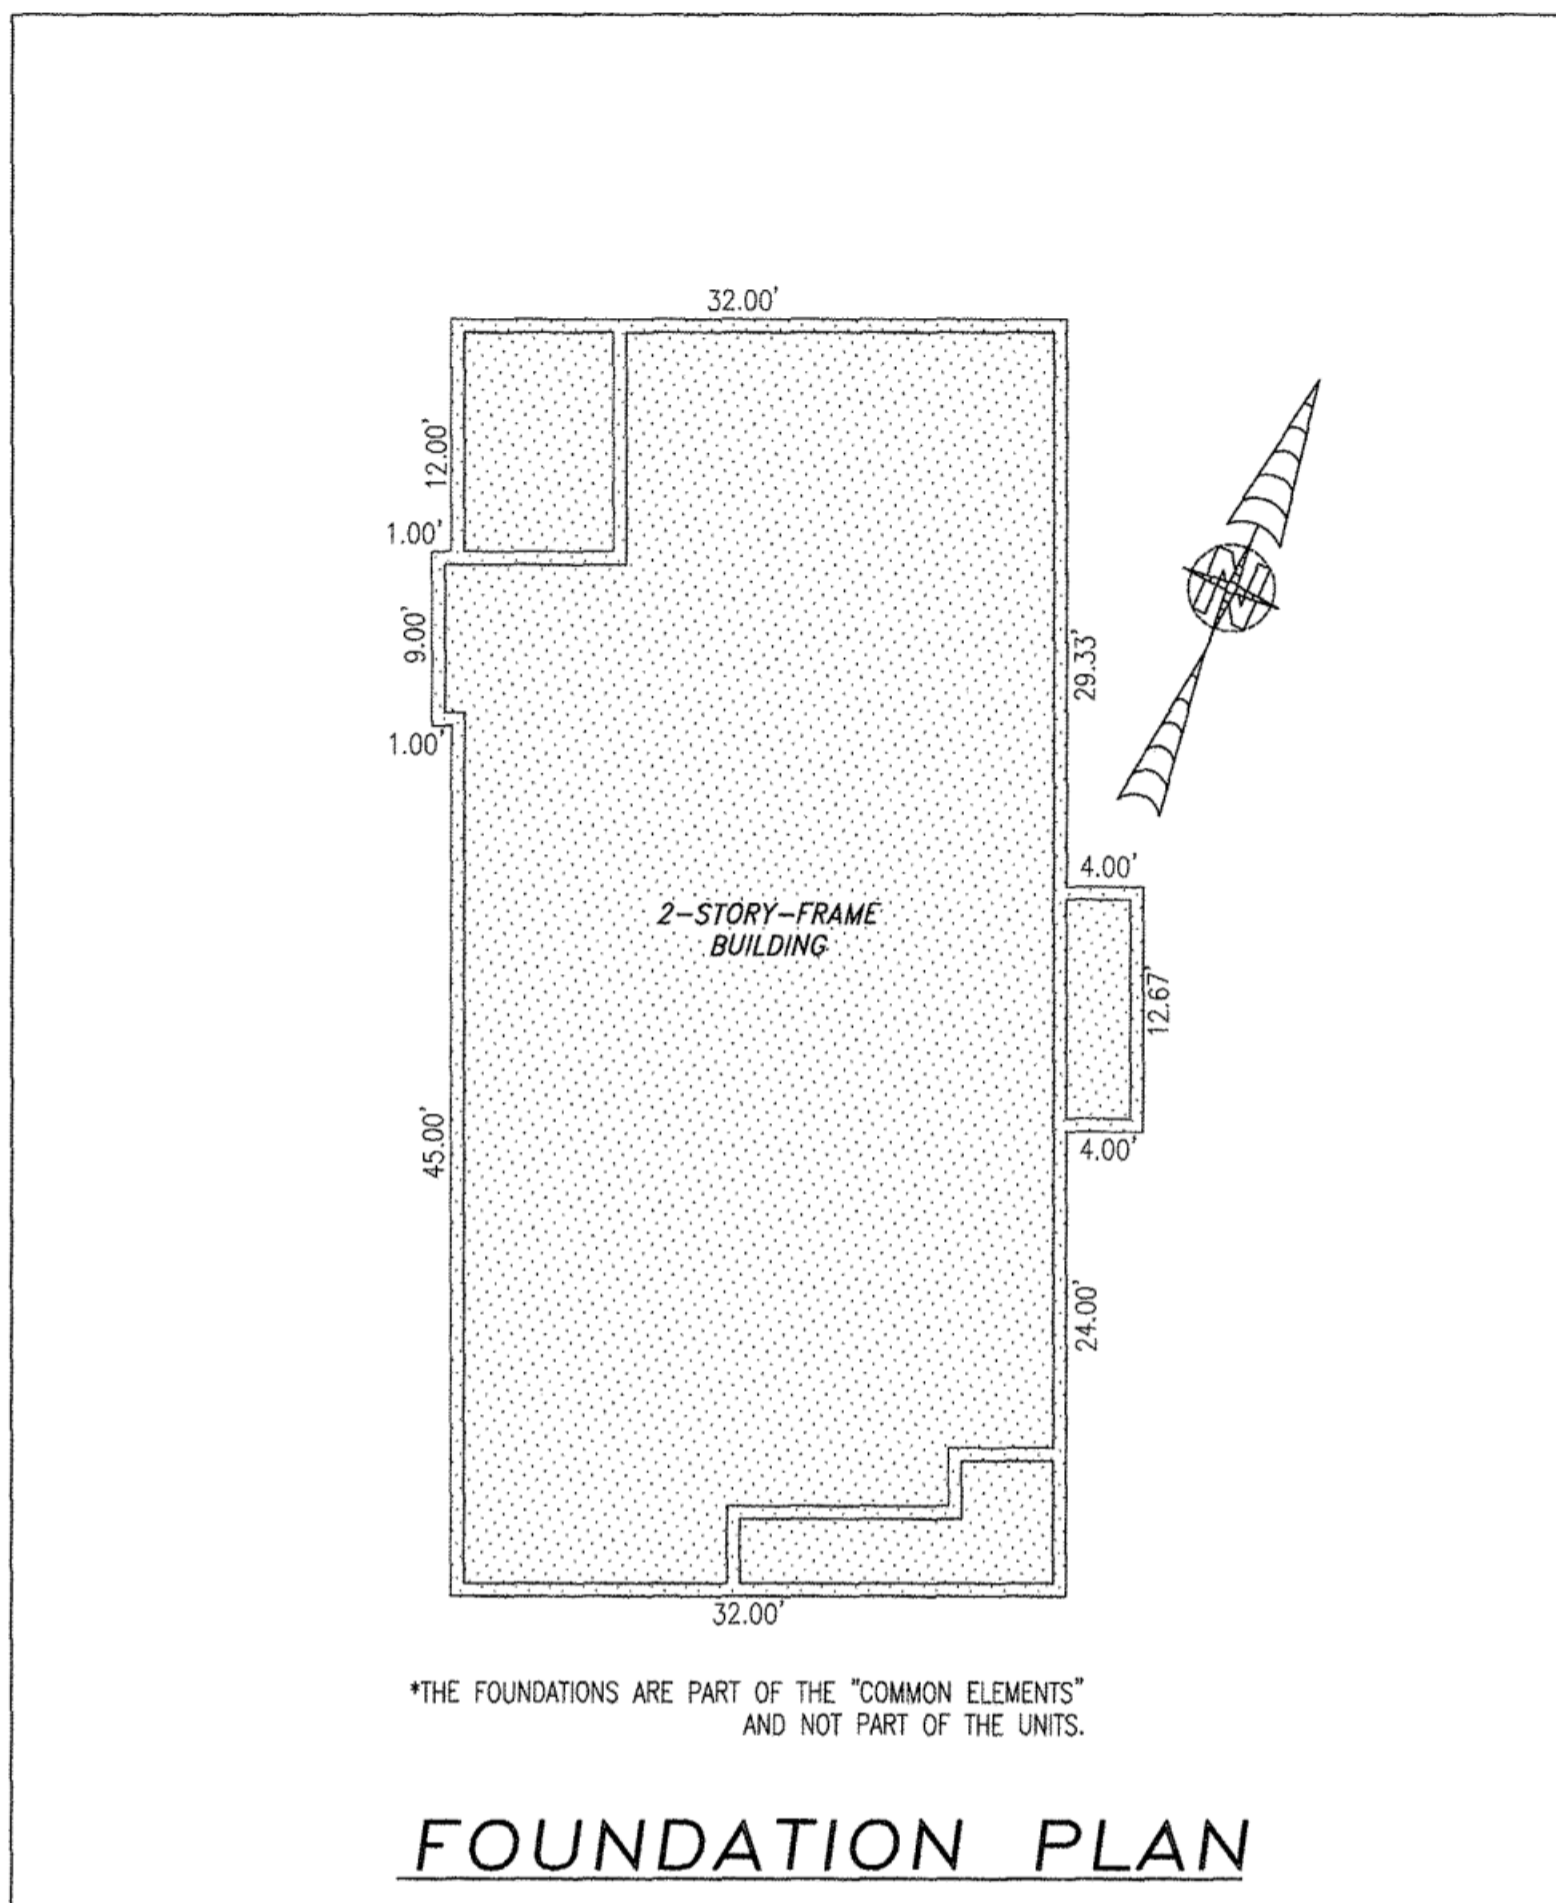 32.00'
12.00'
1.00'
9.00'
29.33'
1.00'
4.00'
2-STORY-FRAME
BUILDING
12.67'
45.00'
4.00'
24.00'
32.00'
*THE FOUNDATIONS ARE PART OF THE "COMMON ELEMENTS"
AND NOT PART OF THE UNITS.
FOUNDATION PLAN
N